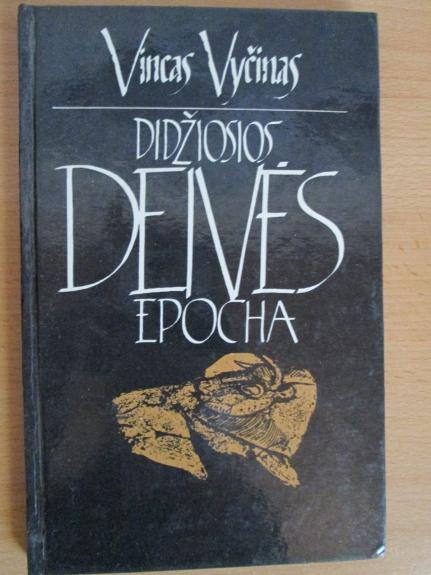 Vincas Vyčinas
DIDŽIOSIOS
DEIVĖS
EPOCHA